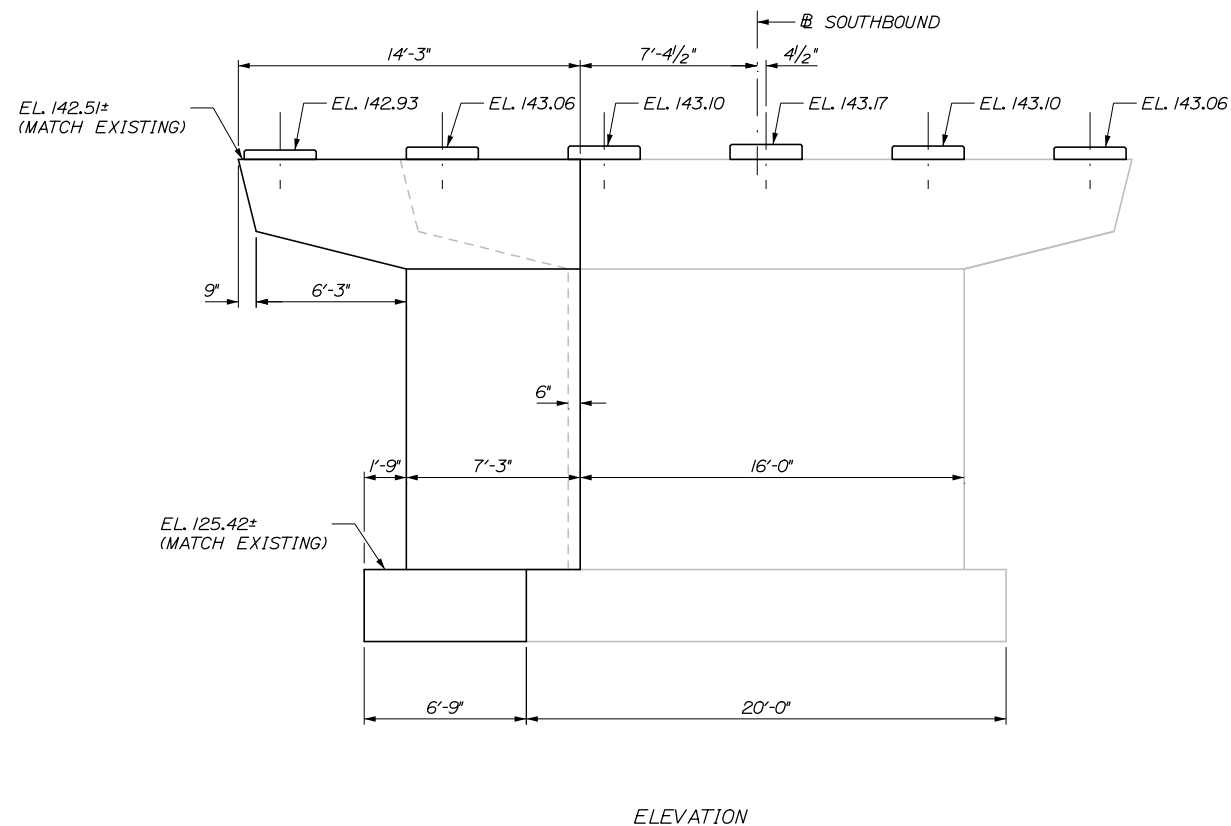 ℔ SOUTHBOUND
14'-3" 7'-4½" 4½"
EL. 142.51±
(MATCH EXISTING)
EL. 142.93 EL. 143.06 EL. 143.10 EL. 143.17 EL. 143.10 EL. 143.06
9" 6'-3"
6"
1'-9" 7'-3" 16'-0"
EL. 125.42±
(MATCH EXISTING)
6'-9" 20'-0"
ELEVATION